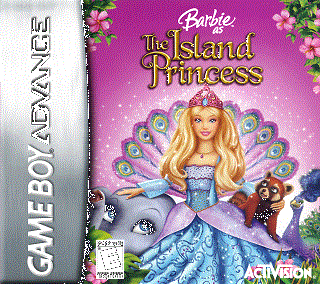 GAME BOY ADVANCE
Barbie
as
The Island
Princess
ACTIVISION